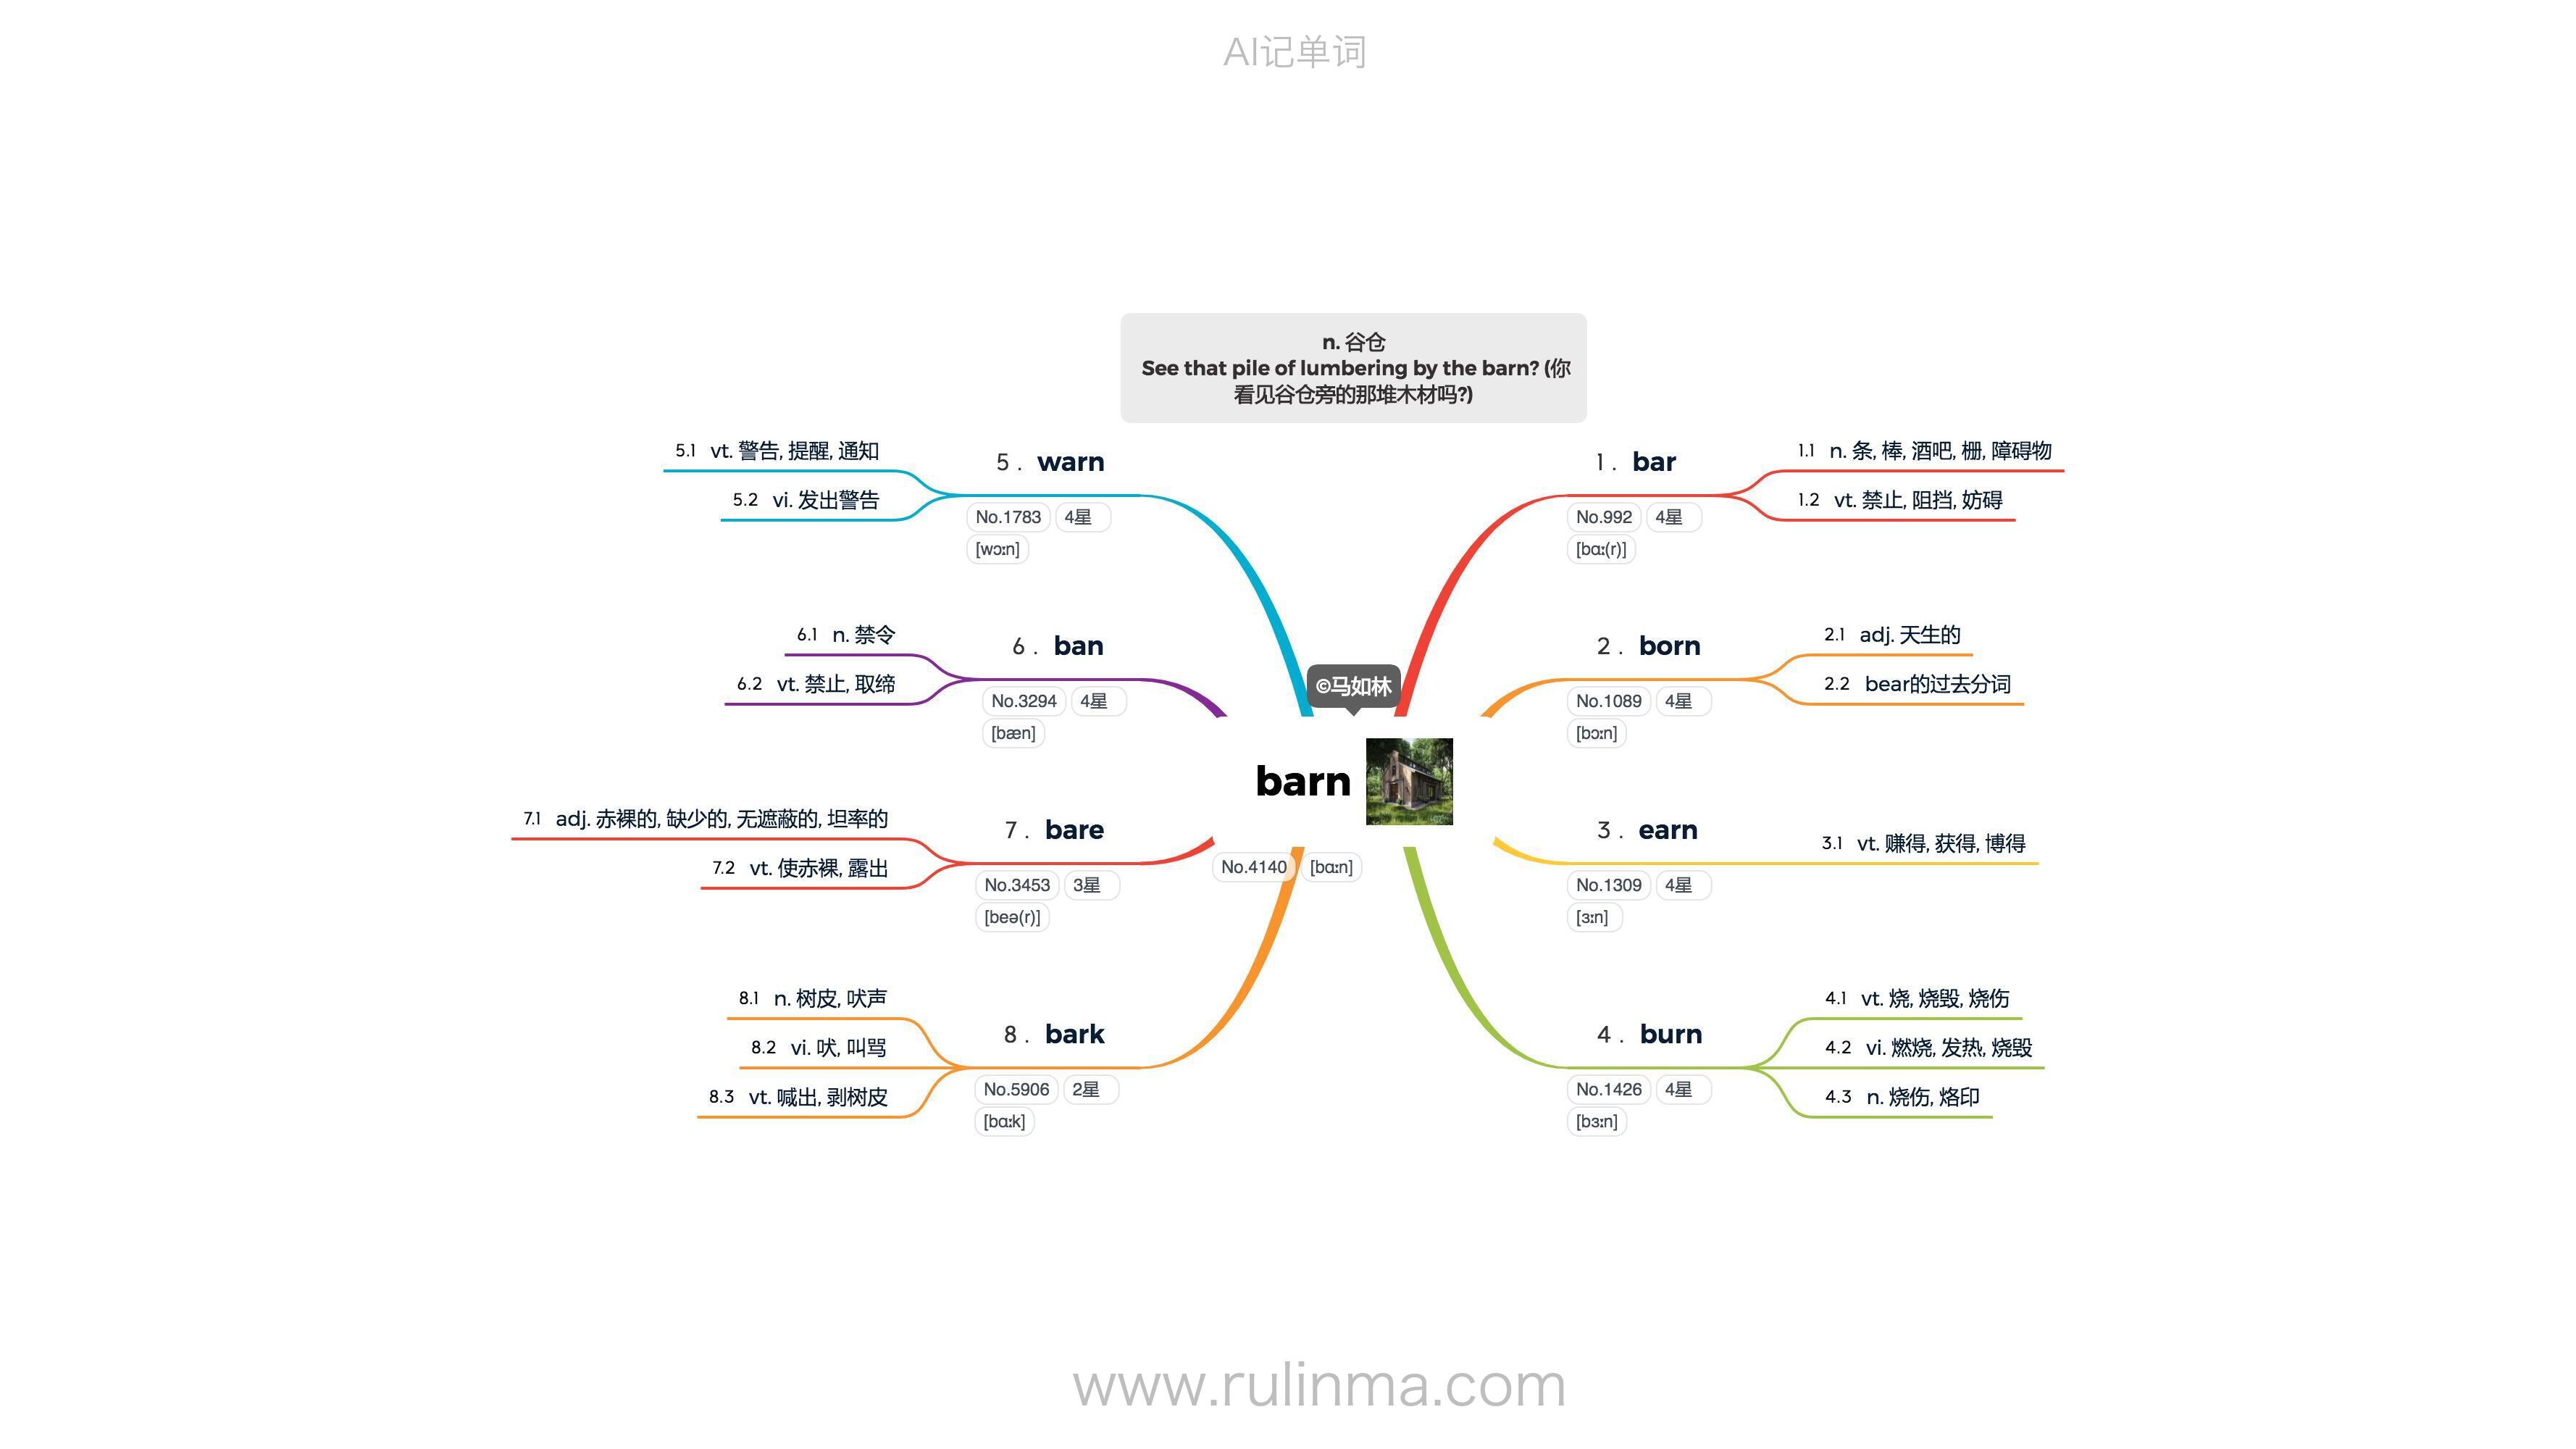 AI记单词
n. 谷仓
See that pile of lumbering by the barn? (你
看见谷仓旁的那堆木材吗?)
©马如林
barn
No.4140 [bɑːn]
1 . bar
No.992 4星
[bɑː(r)]
1.1 n. 条, 棒, 酒吧, 栅, 障碍物
1.2 vt. 禁止, 阻挡, 妨碍
2 . born
No.1089 4星
[bɔːn]
2.1 adj. 天生的
2.2 bear的过去分词
3 . earn
No.1309 4星
[ɜːn]
3.1 vt. 赚得, 获得, 博得
4 . burn
No.1426 4星
[bɜːn]
4.1 vt. 烧, 烧毁, 烧伤
4.2 vi. 燃烧, 发热, 烧毁
4.3 n. 烧伤, 烙印
5 . warn
No.1783 4星
[wɔːn]
5.1 vt. 警告, 提醒, 通知
5.2 vi. 发出警告
6 . ban
No.3294 4星
[bæn]
6.1 n. 禁令
6.2 vt. 禁止, 取缔
7 . bare
No.3453 3星
[beə(r)]
7.1 adj. 赤裸的, 缺少的, 无遮蔽的, 坦率的
7.2 vt. 使赤裸, 露出
8 . bark
No.5906 2星
[bɑːk]
8.1 n. 树皮, 吠声
8.2 vi. 吠, 叫骂
8.3 vt. 喊出, 剥树皮
www.rulinma.com